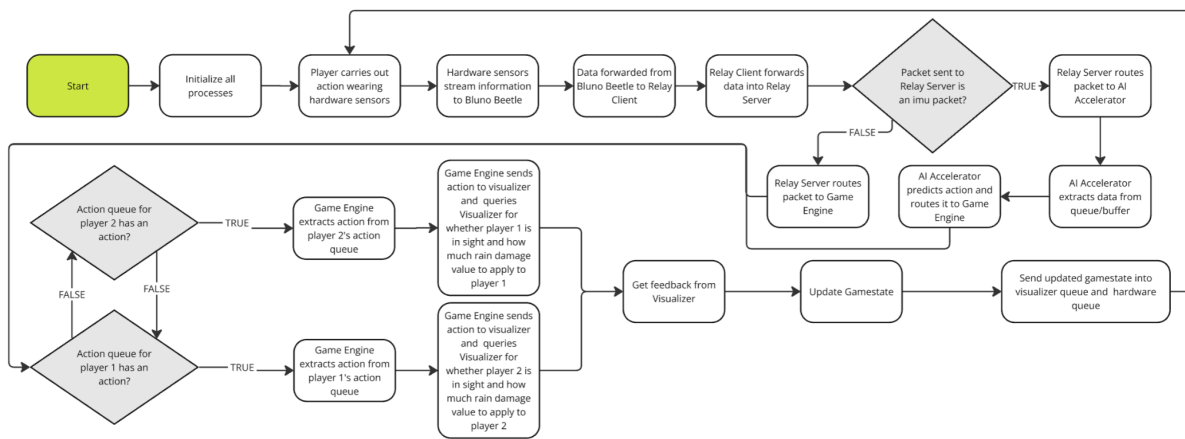 Start
Initialize all
processes
Player carries out
action wearing
hardware sensors
Hardware sensors
stream information
to Bluno Beetle
Data forwarded from
Bluno Beetle to Relay
Client
Relay Client forwards
data into Relay
Server
Packet sent to
Relay Server is
an imu packet?
TRUE
Relay Server routes
packet to AI
Accelerator
FALSE
Relay Server routes
packet to Game
Engine
AI Accelerator
predicts action and
routes it to Game
Engine
AI Accelerator
extracts data from
queue/buffer
Action queue for
player 2 has an
action?
TRUE
Game Engine
extracts action from
player 2's action
queue
Game Engine sends
action to visualizer
and queries
Visualizer for
whether player 1 is
in sight and how
much rain damage
value to apply to
player 1
FALSE
FALSE
Get feedback from
Visualizer
Update Gamestate
Send updated gamestate into
visualizer queue and hardware
queue
Action queue for
player 1 has an
action?
TRUE
Game Engine
extracts action from
player 1's action
queue
Game Engine sends
action to visualizer
and queries
Visualizer for
whether player 2 is
in sight and how
much rain damage
value to apply to
player 2